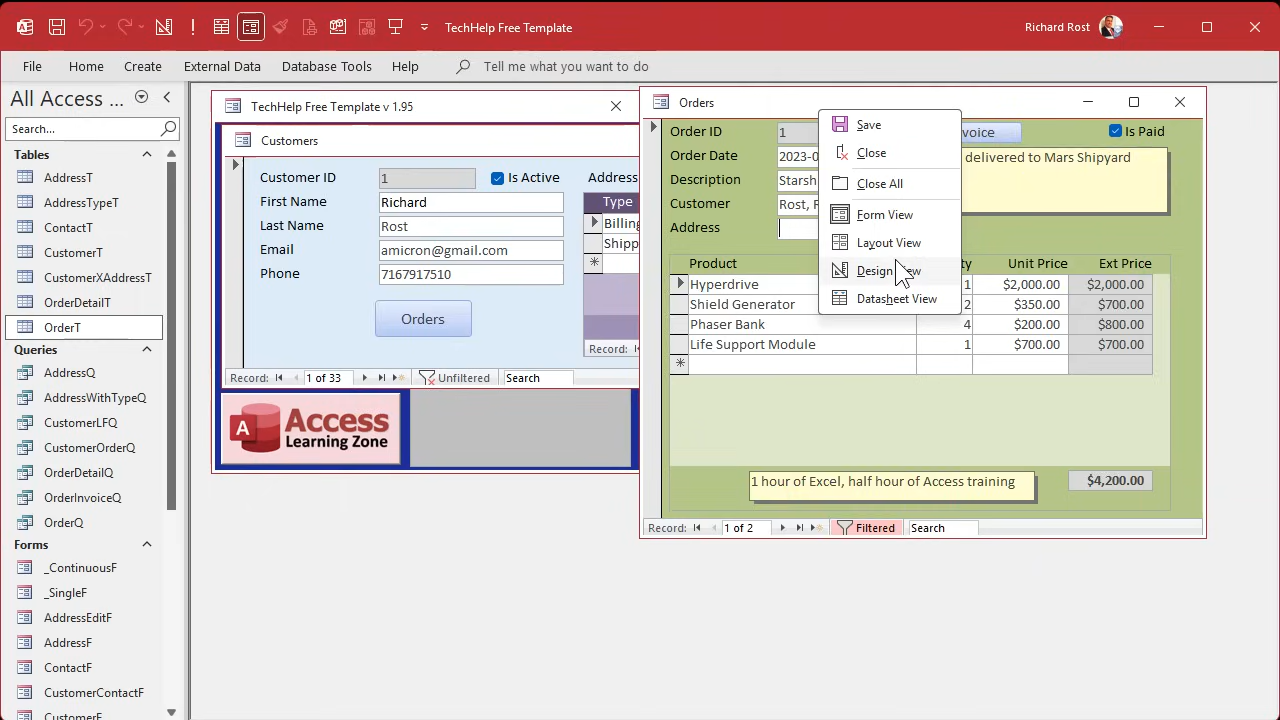 TechHelp Free Template
Richard Rost
File
Home
Create
External Data
Database Tools
Help
Tell me what you want to do
All Access ...
Search...
Tables
AddressT
AddressTypeT
ContactT
CustomerT
CustomerXAddressT
OrderDetailT
OrderT
Queries
AddressQ
AddressWithTypeQ
CustomerLFQ
CustomerOrderQ
OrderDetailQ
OrderInvoiceQ
OrderQ
Forms
_ContinuousF
_SingleF
AddressEditF
AddressF
ContactF
CustomerContactF
TechHelp Free Template v 1.95
Customers
Customer ID 1 Is Active Address
First Name Richard
Last Name Rost
Email amicron@gmail.com
Phone 7167917510
Type
Orders
Record: 1 of 33 Unfiltered Search
Record:
A Access
Learning Zone
Orders
Order ID 1
Is Paid
Order Date
Description
Customer Rost,
Address
delivered to Mars Shipyard
Save
Close
Close All
Form View
Layout View
Design
Datasheet View
Product Unit Price Ext Price
Hyperdrive 1 $2,000.00 $2,000.00
Shield Generator 2 $350.00 $700.00
Phaser Bank 4 $200.00 $800.00
Life Support Module 1 $700.00 $700.00
1 hour of Excel, half hour of Access training
$4,200.00
Record: 1 of 2 Filtered Search